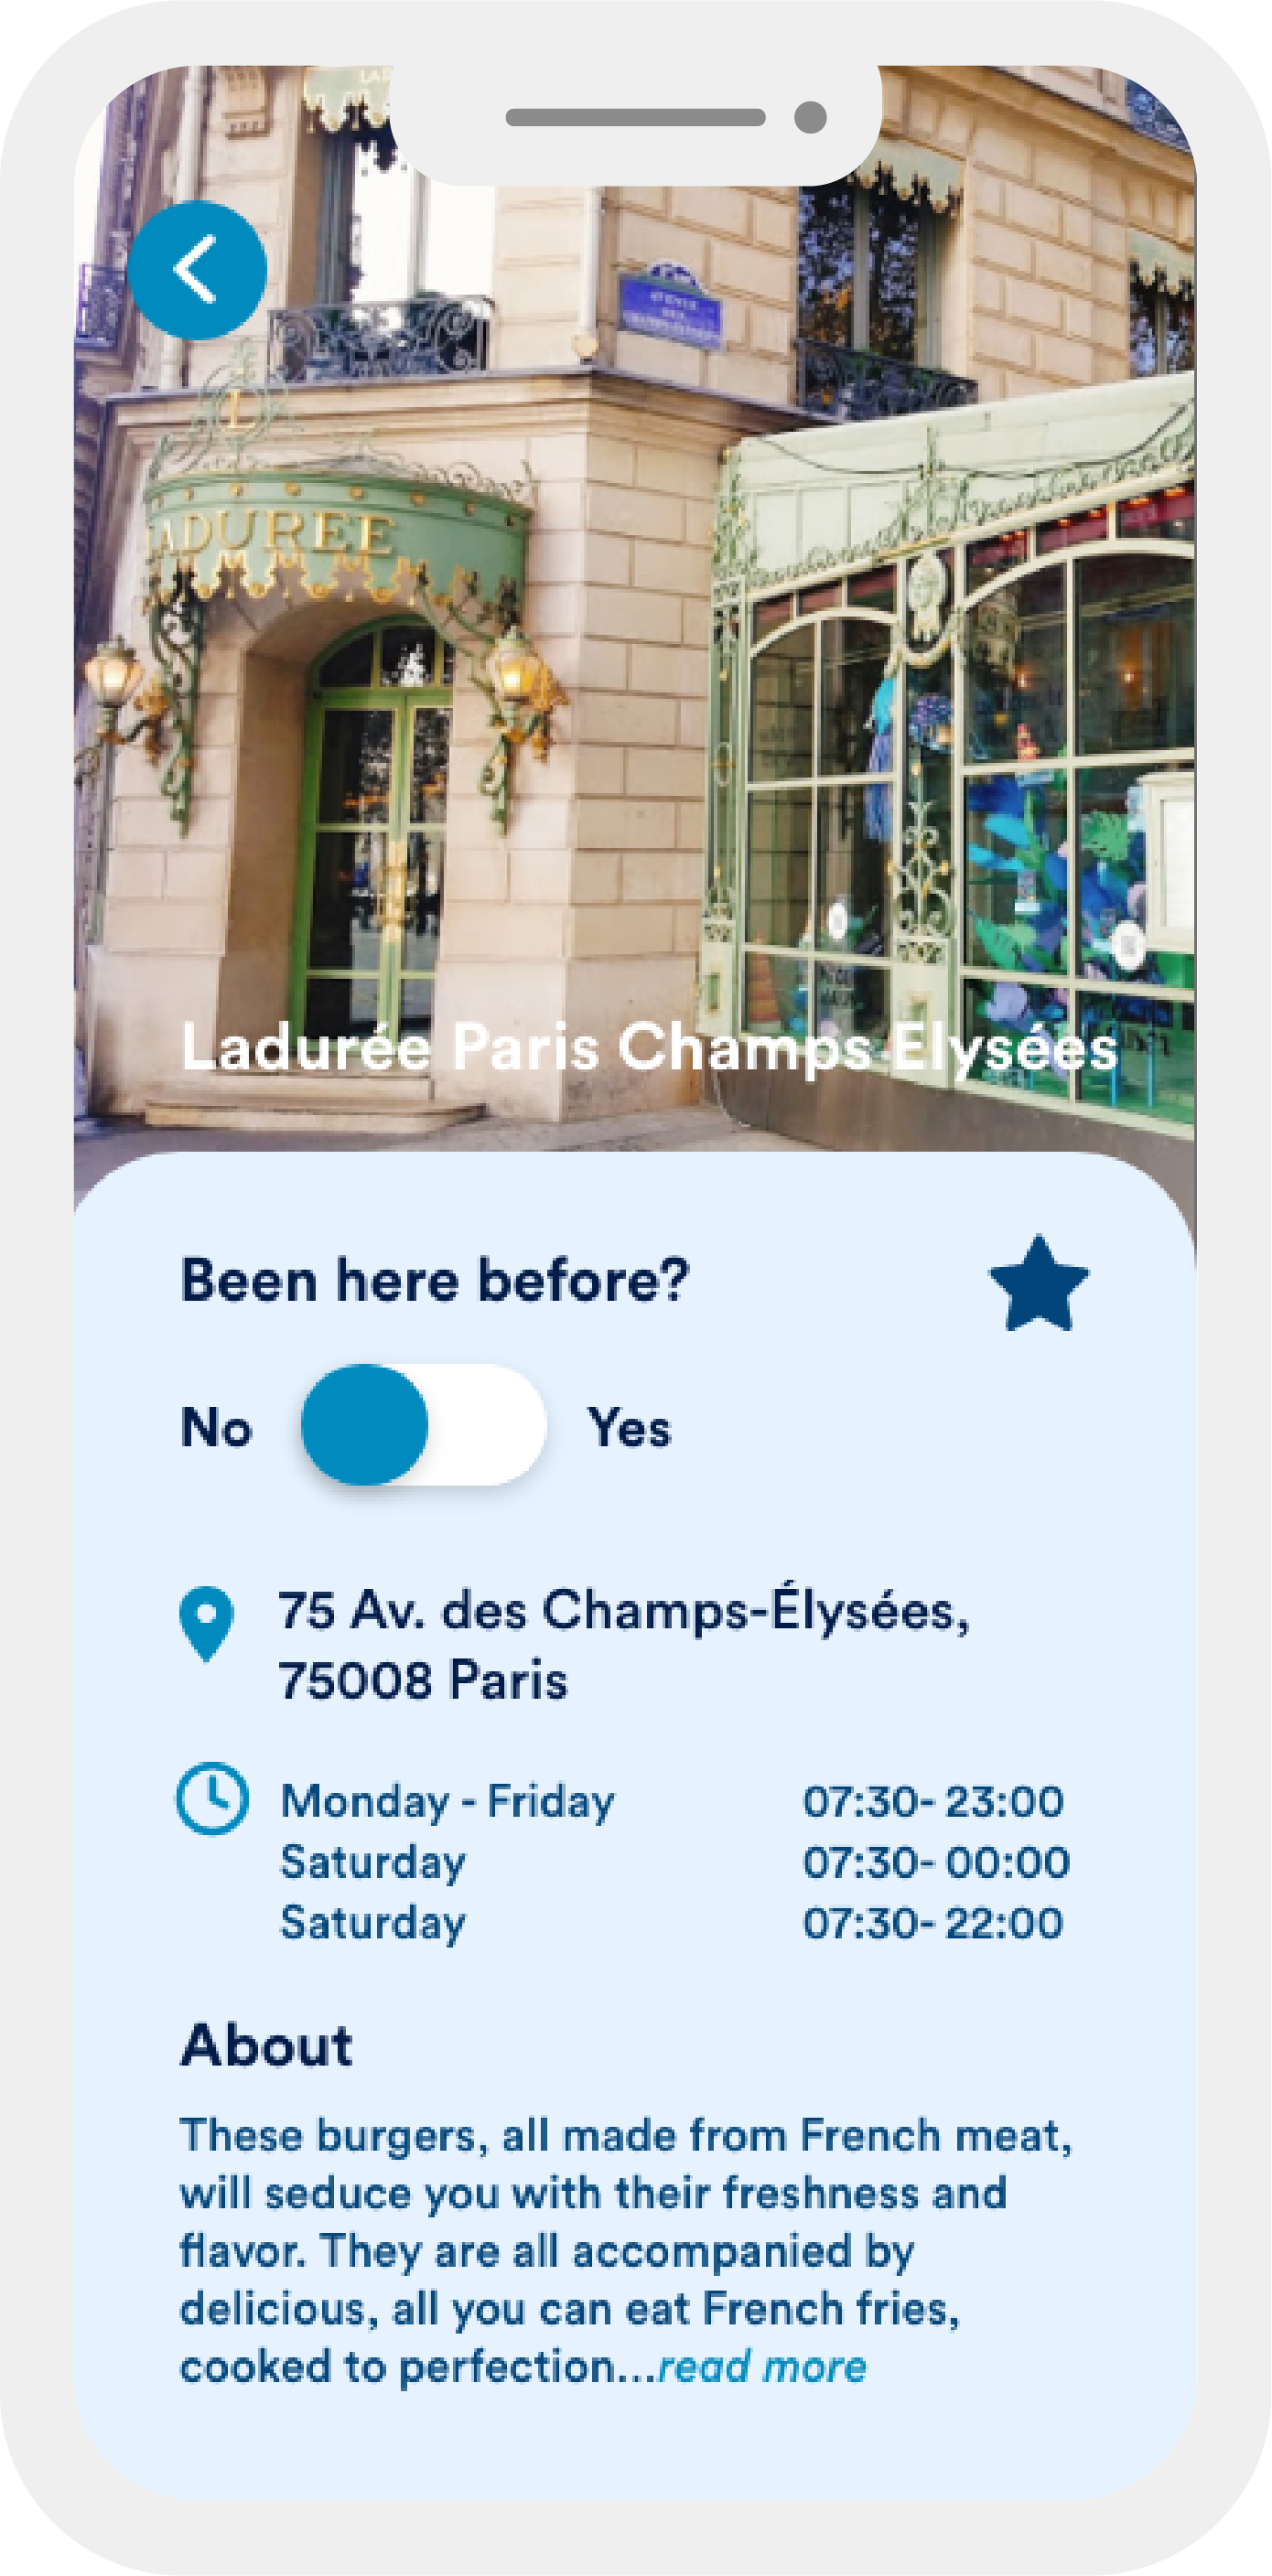 LADUREE
L
Ladurée Paris Champs Elysées
Been here before?
No Yes
75 Av. des Champs-Élysées,
75008 Paris
Monday - Friday 07:30- 23:00
Saturday 07:30- 00:00
Saturday 07:30- 22:00
About
These burgers, all made from French meat,
will seduce you with their freshness and
flavor. They are all accompanied by
delicious, all you can eat French fries,
cooked to perfection...read more